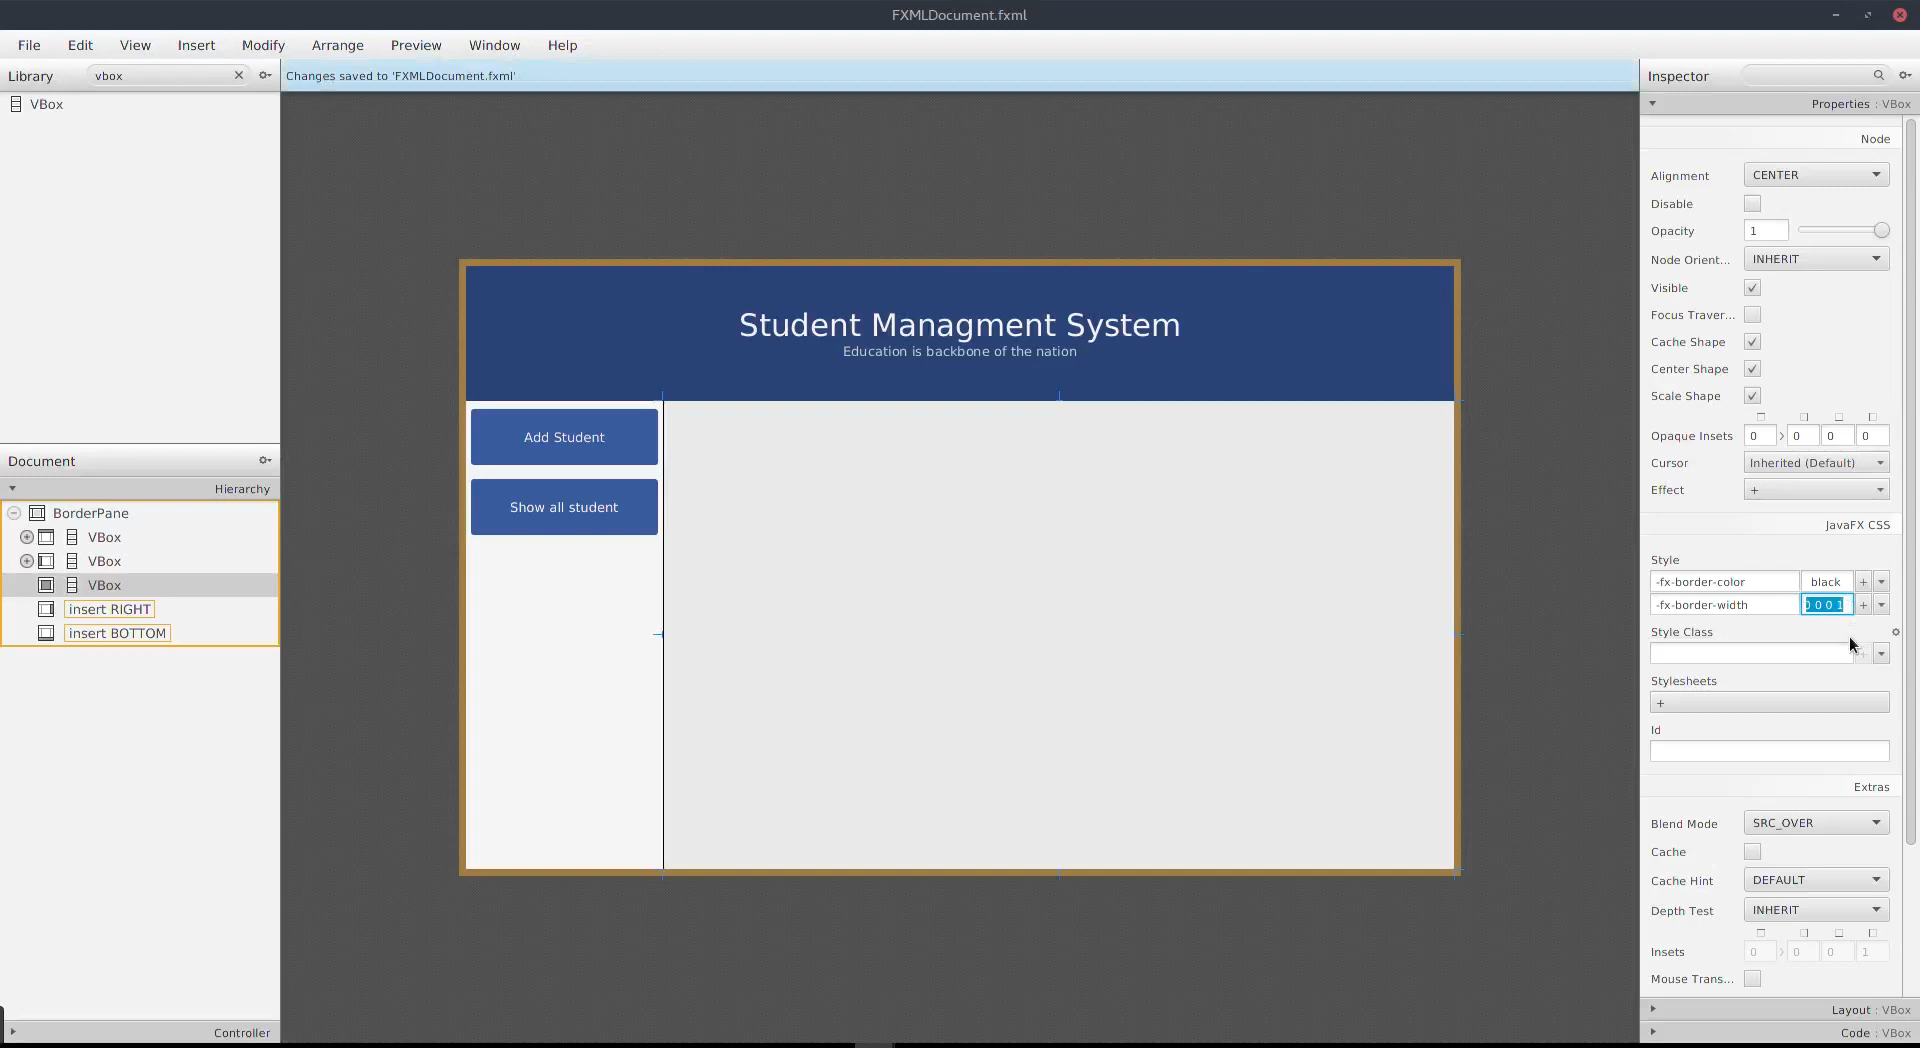 FXMLDocument.fxml
File Edit View Insert Modify Arrange Preview Window Help
Library vbox
Changes saved to 'FXMLDocument.fxml'
Inspector
VBox
Properties : VBox
Node
Alignment CENTER
Disable
Opacity 1
Node Orient... INHERIT
Visible
Focus Traver...
Cache Shape
Center Shape
Scale Shape
Opaque Insets 0 0 0 0
Cursor Inherited (Default)
Effect +
JavaFX CSS
Style
-fx-border-color black +
-fx-border-width 0 0 0 1 +
Style Class
Stylesheets
+
Id
Extras
Blend Mode SRC_OVER
Cache
Cache Hint DEFAULT
Depth Test INHERIT
Insets 0 0 0 1
Mouse Trans...
Layout : VBox
Code : VBox
Student Managment System
Education is backbone of the nation
Add Student
Show all student
Document
Hierarchy
BorderPane
VBox
VBox
VBox
insert RIGHT
insert BOTTOM
Controller